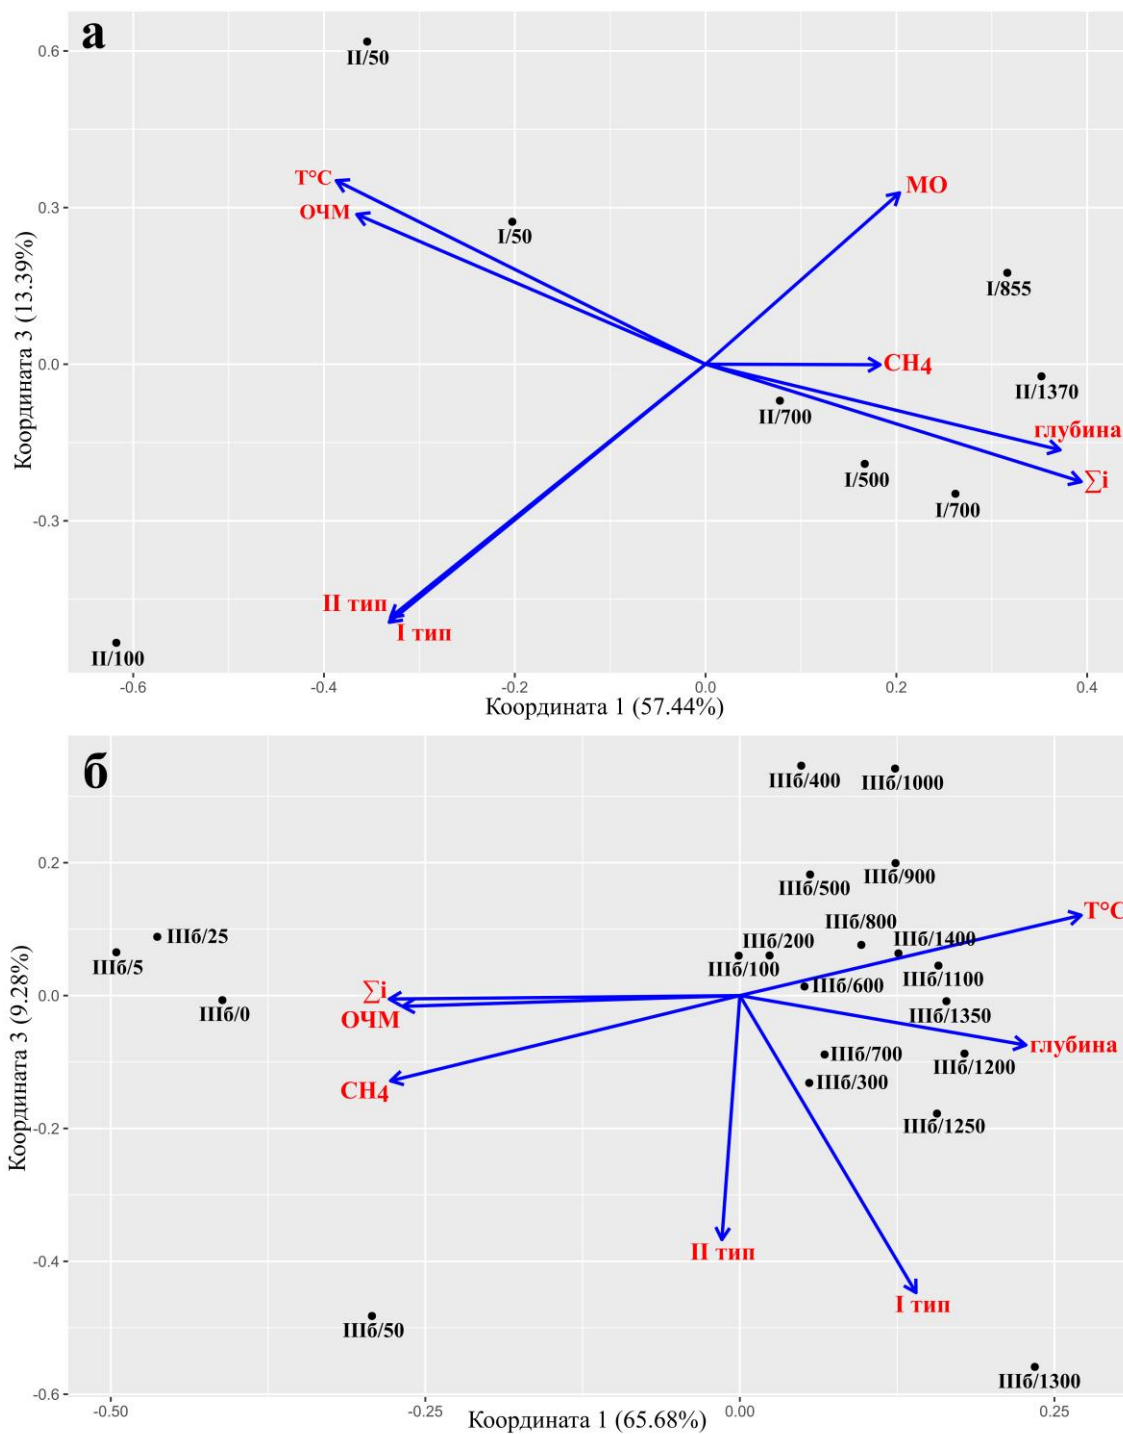 а
0.6
II/50
T°C
ОЧМ
МО
0.3
I/50
I/855
0.0
CH4
II/700
II/1370
глубина
I/500
∑i
I/700
-0.3
II тип
I тип
II/100
-0.6
-0.4
-0.2
0.0
0.2
0.4
Координата 1 (57.44%)
Координата 3 (13.39%)
б
IIIб/400
IIIб/1000
0.2
IIIб/500
IIIб/900
T°C
IIIб/25
IIIб/800
IIIб/200
IIIб/1400
IIIб/5
IIIб/100
IIIб/1100
0.0
∑i
IIIб/600
IIIб/0
ОЧМ
IIIб/1350
глубина
IIIб/700
IIIб/1200
CH4
IIIб/300
IIIб/1250
-0.2
II тип
-0.4
I тип
IIIб/50
IIIб/1300
-0.6
-0.50
-0.25
0.00
0.25
Координата 1 (65.68%)
Координата 3 (9.28%)